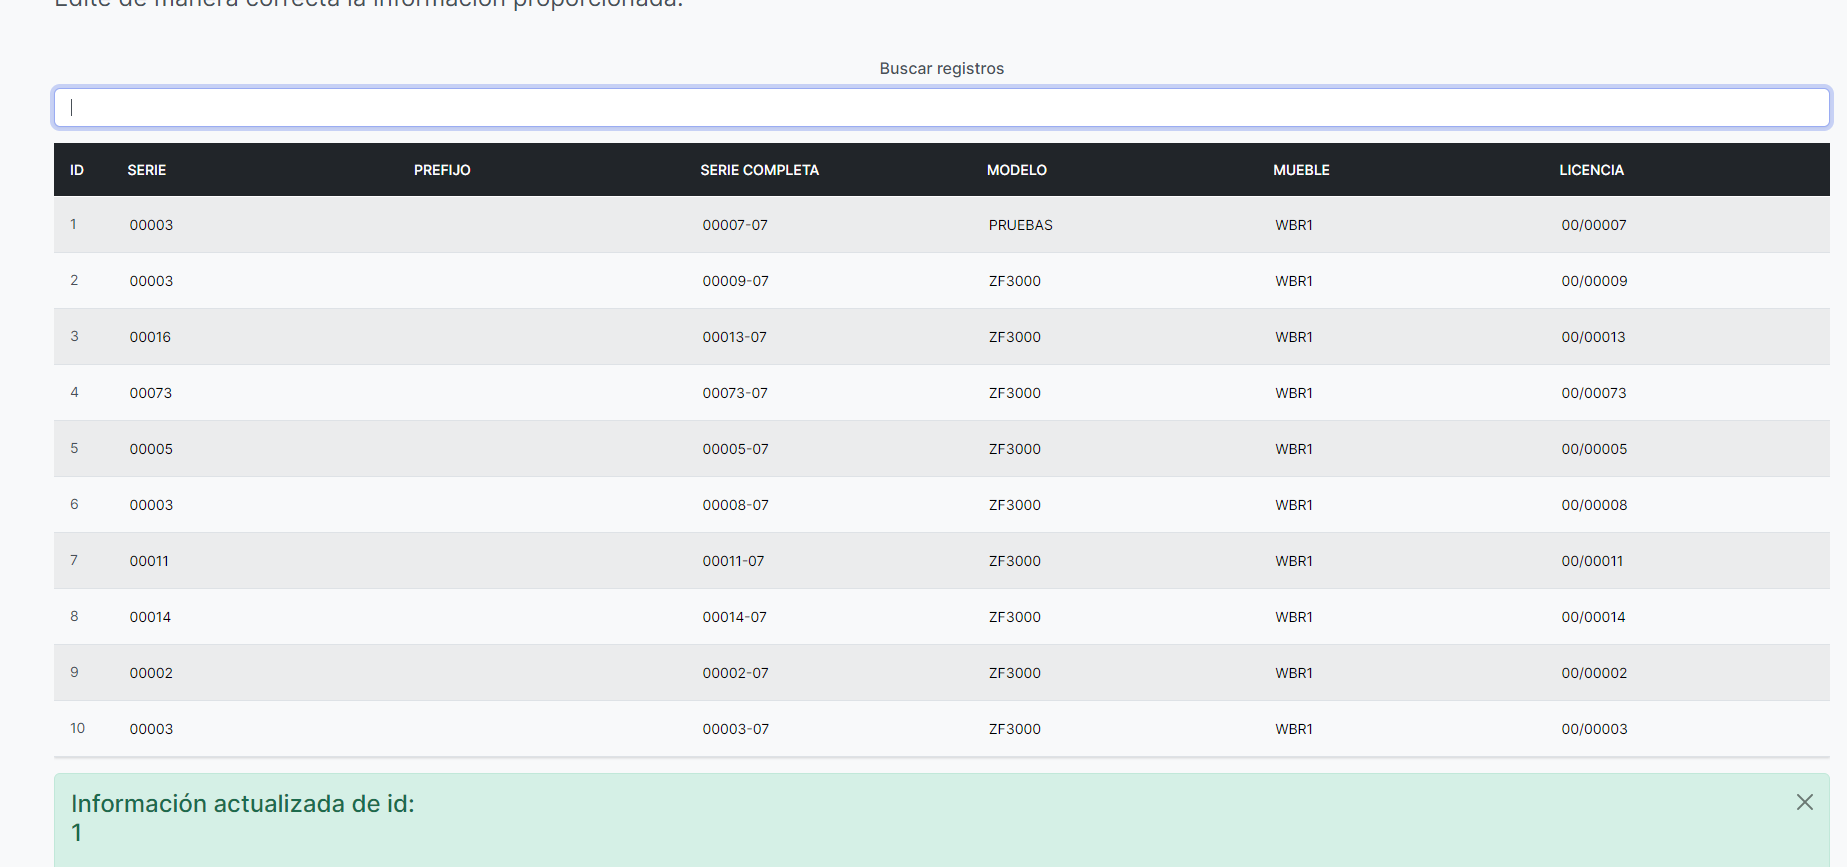 Edite de manera correcta la información proporcionada.
Buscar registros
ID SERIE PREFIJO SERIE COMPLETA MODELO MUEBLE LICENCIA
1 00003 00007-07 PRUEBAS WBR1 00/00007
2 00003 00009-07 ZF3000 WBR1 00/00009
3 00016 00013-07 ZF3000 WBR1 00/00013
4 00073 00073-07 ZF3000 WBR1 00/00073
5 00005 00005-07 ZF3000 WBR1 00/00005
6 00003 00008-07 ZF3000 WBR1 00/00008
7 00011 00011-07 ZF3000 WBR1 00/00011
8 00014 00014-07 ZF3000 WBR1 00/00014
9 00002 00002-07 ZF3000 WBR1 00/00002
10 00003 00003-07 ZF3000 WBR1 00/00003
Información actualizada de id:
1